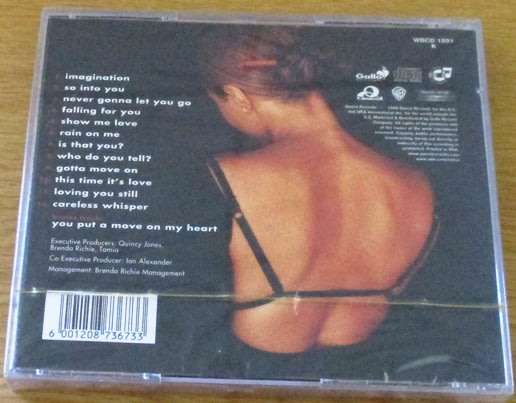 WBCD 1891
K
imagination
so into you
never gonna let you go
falling for you
show me love
rain on me
is that you?
who do you tell?
gotta move on
this time it's love
loving you still
careless whisper
bonus track:
you put a move on my heart
Executive Producers: Quincy Jones,
Brenda Richie, Tamia
Co Executive Producer: Ian Alexander
Management: Brenda Richie Management
6 001208 736733
Gallo